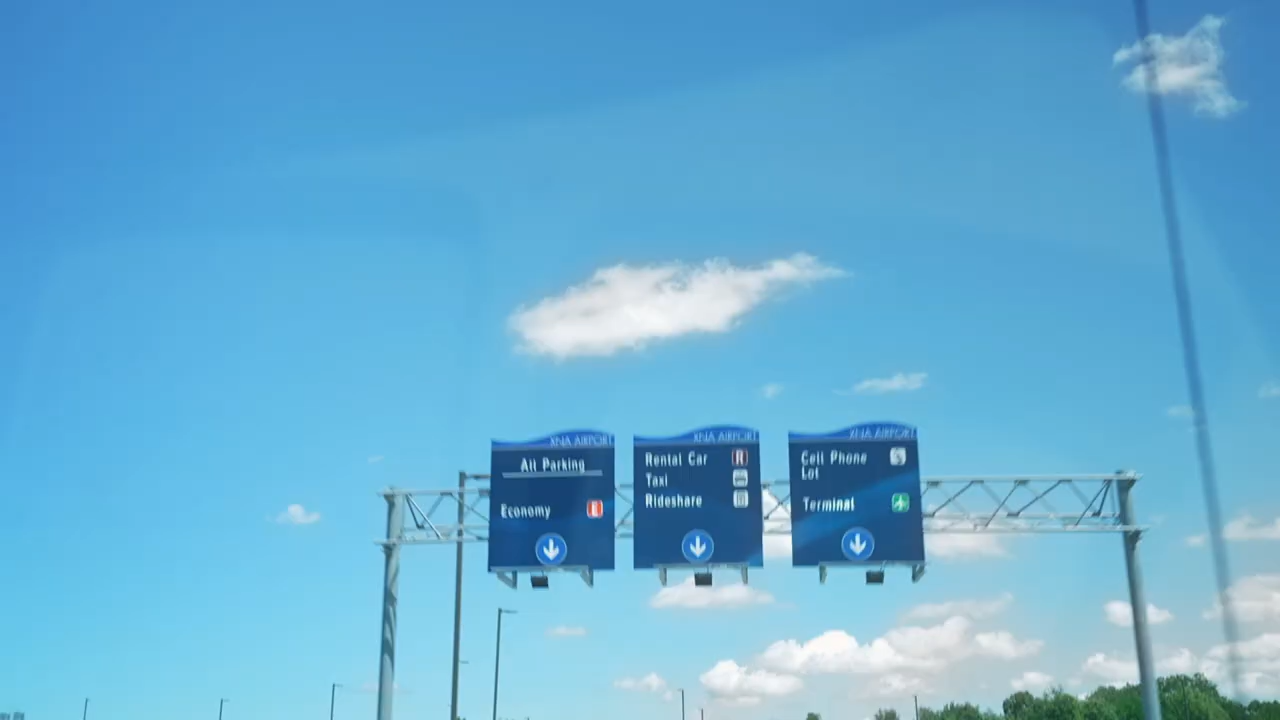 XNA AIRPORT
All Parking
Economy
XNA AIRPORT
Rental Car
Taxi
Rideshare
XNA AIRPORT
Cell Phone
Lot
Terminal